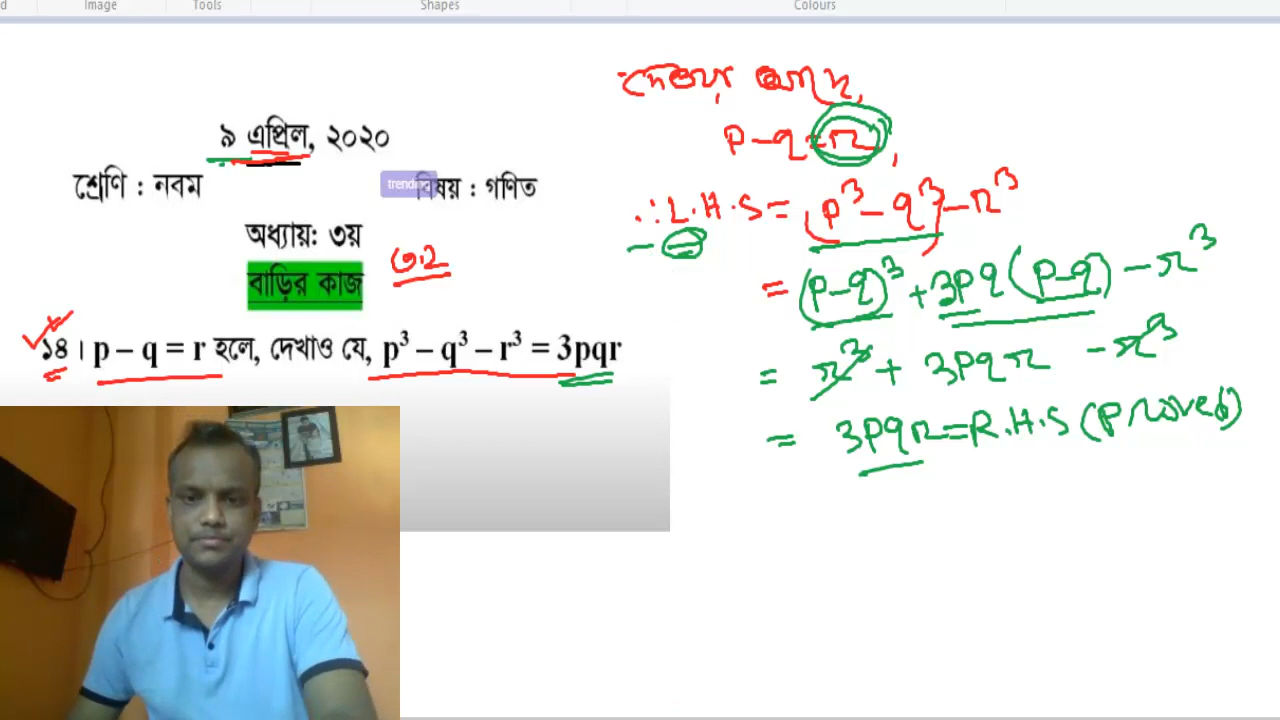 Image Tools Shapes Colours
৯ এপ্রিল, ২০২০
শ্রেণি : নবম
trending
বিষয় : গণিত
অধ্যায়: ৩য়
৩.২
বাড়ির কাজ
১৪। p – q = r হলে, দেখাও যে, p³ – q³ – r³ = 3pqr
দেওয়া আছে,
p – q = r,
∴ L.H.S = (p³ – q³) – r³
= (p – q)³ + 3pq (p – q) – r³
= r³ + 3pqr – r³
= 3pqr = R.H.S (proved)